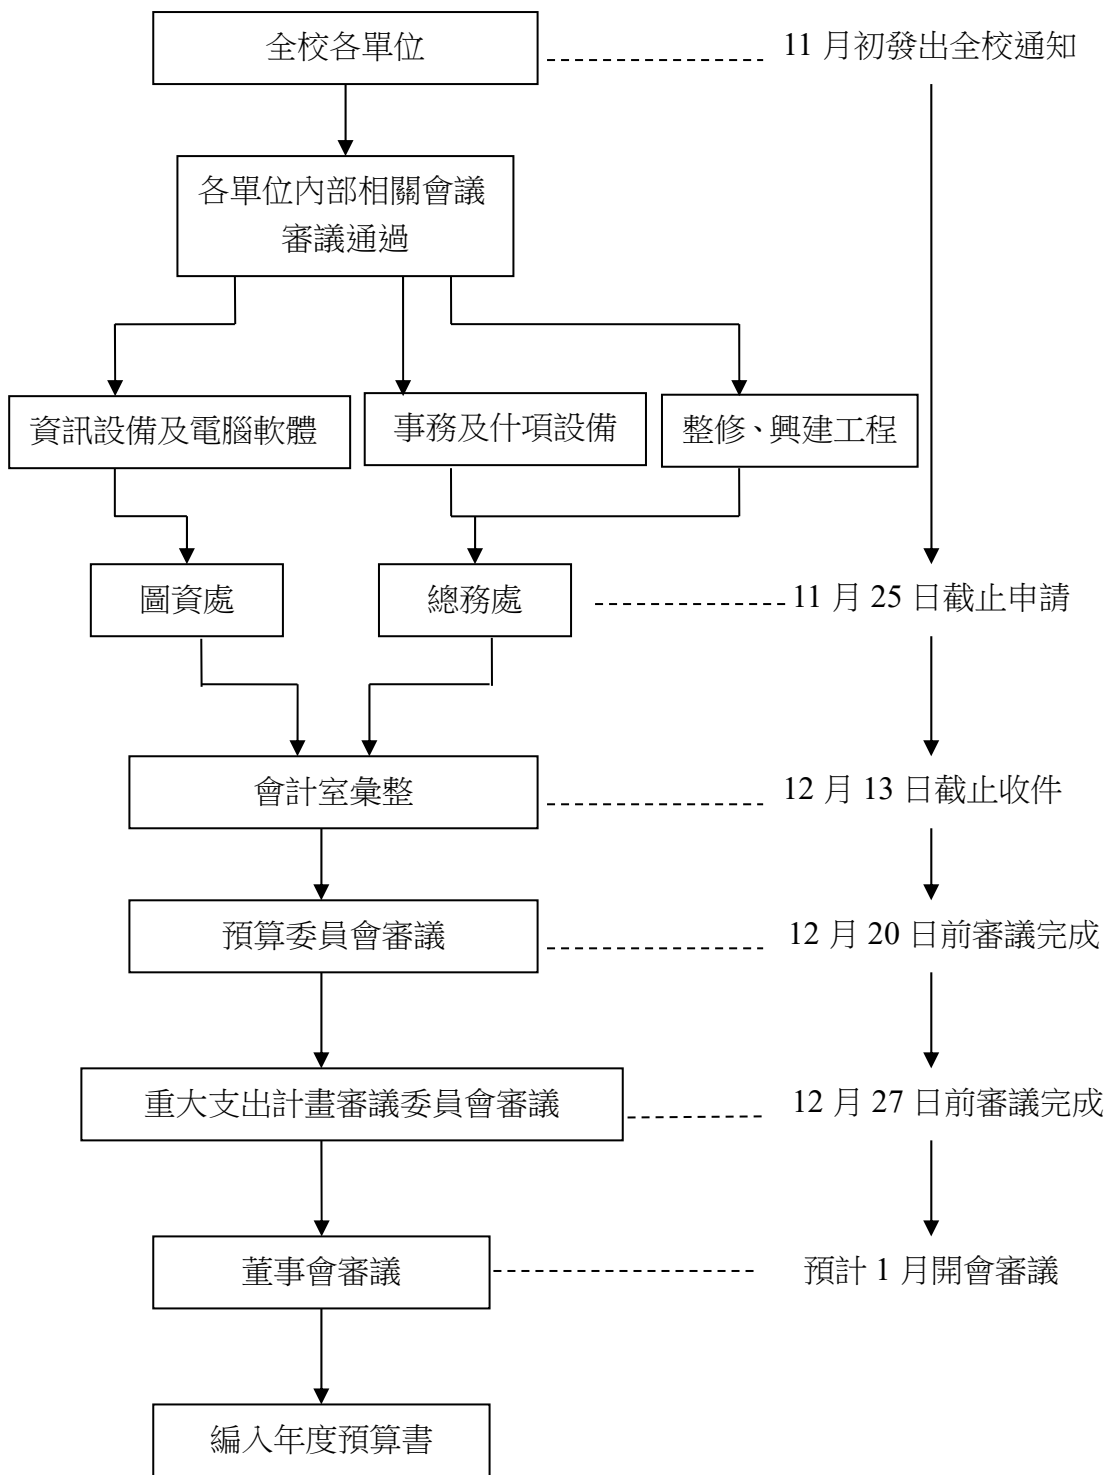 全校各單位
11 月初發出全校通知
各單位內部相關會議
審議通過
資訊設備及電腦軟體
事務及什項設備
整修、興建工程
圖資處
總務處
11 月 25 日截止申請
會計室彙整
12 月 13 日截止收件
預算委員會審議
12 月 20 日前審議完成
重大支出計畫審議委員會審議
12 月 27 日前審議完成
董事會審議
預計 1 月開會審議
編入年度預算書